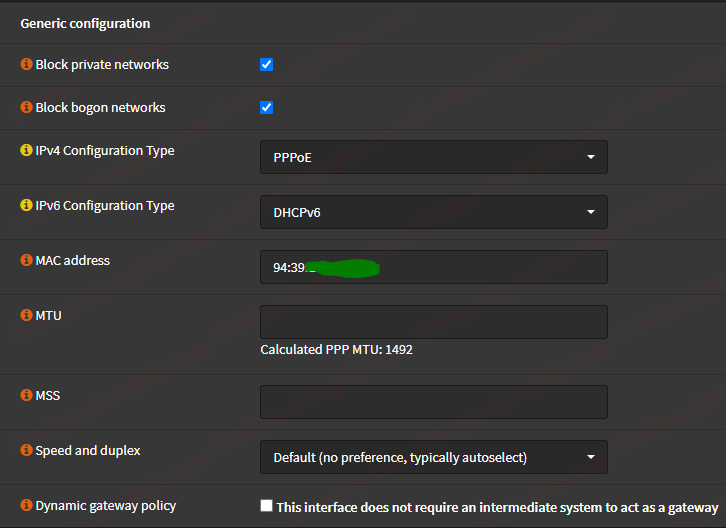 Generic configuration
Block private networks
Block bogon networks
IPv4 Configuration Type
PPPoE
IPv6 Configuration Type
DHCPv6
MAC address
94:39:
MTU
Calculated PPP MTU: 1492
MSS
Speed and duplex
Default (no preference, typically autoselect)
Dynamic gateway policy
This interface does not require an intermediate system to act as a gateway